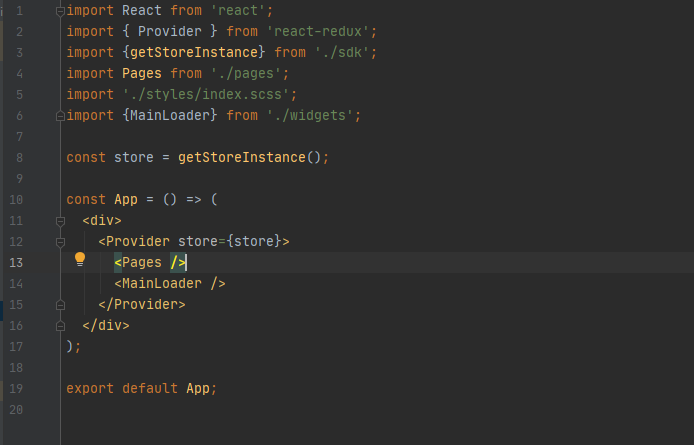 1 import React from 'react';
2 import { Provider } from 'react-redux';
3 import {getStoreInstance} from './sdk';
4 import Pages from './pages';
5 import './styles/index.scss';
6 import {MainLoader} from './widgets';
7
8 const store = getStoreInstance();
9
10 const App = () => (
11   <div>
12     <Provider store={store}>
13       <Pages />
14       <MainLoader />
15     </Provider>
16   </div>
17 );
18
19 export default App;
20